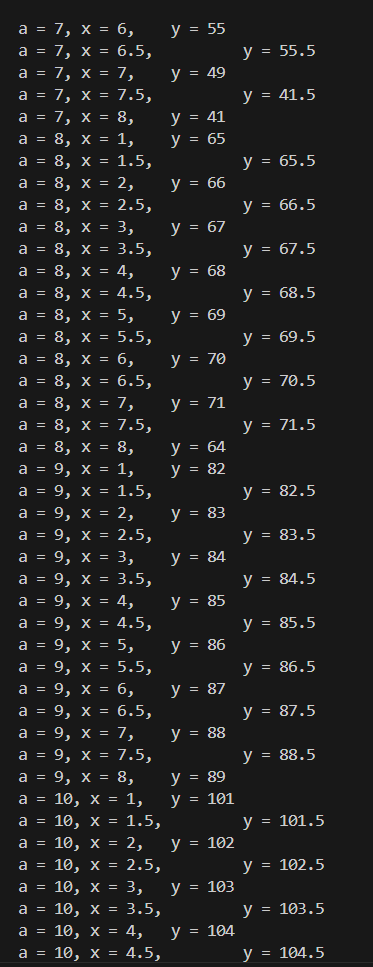 a = 7, x = 6,    y = 55
a = 7, x = 6.5,          y = 55.5
a = 7, x = 7,    y = 49
a = 7, x = 7.5,          y = 41.5
a = 7, x = 8,    y = 41
a = 8, x = 1,    y = 65
a = 8, x = 1.5,          y = 65.5
a = 8, x = 2,    y = 66
a = 8, x = 2.5,          y = 66.5
a = 8, x = 3,    y = 67
a = 8, x = 3.5,          y = 67.5
a = 8, x = 4,    y = 68
a = 8, x = 4.5,          y = 68.5
a = 8, x = 5,    y = 69
a = 8, x = 5.5,          y = 69.5
a = 8, x = 6,    y = 70
a = 8, x = 6.5,          y = 70.5
a = 8, x = 7,    y = 71
a = 8, x = 7.5,          y = 71.5
a = 8, x = 8,    y = 64
a = 9, x = 1,    y = 82
a = 9, x = 1.5,          y = 82.5
a = 9, x = 2,    y = 83
a = 9, x = 2.5,          y = 83.5
a = 9, x = 3,    y = 84
a = 9, x = 3.5,          y = 84.5
a = 9, x = 4,    y = 85
a = 9, x = 4.5,          y = 85.5
a = 9, x = 5,    y = 86
a = 9, x = 5.5,          y = 86.5
a = 9, x = 6,    y = 87
a = 9, x = 6.5,          y = 87.5
a = 9, x = 7,    y = 88
a = 9, x = 7.5,          y = 88.5
a = 9, x = 8,    y = 89
a = 10, x = 1,   y = 101
a = 10, x = 1.5,         y = 101.5
a = 10, x = 2,   y = 102
a = 10, x = 2.5,         y = 102.5
a = 10, x = 3,   y = 103
a = 10, x = 3.5,         y = 103.5
a = 10, x = 4,   y = 104
a = 10, x = 4.5,         y = 104.5